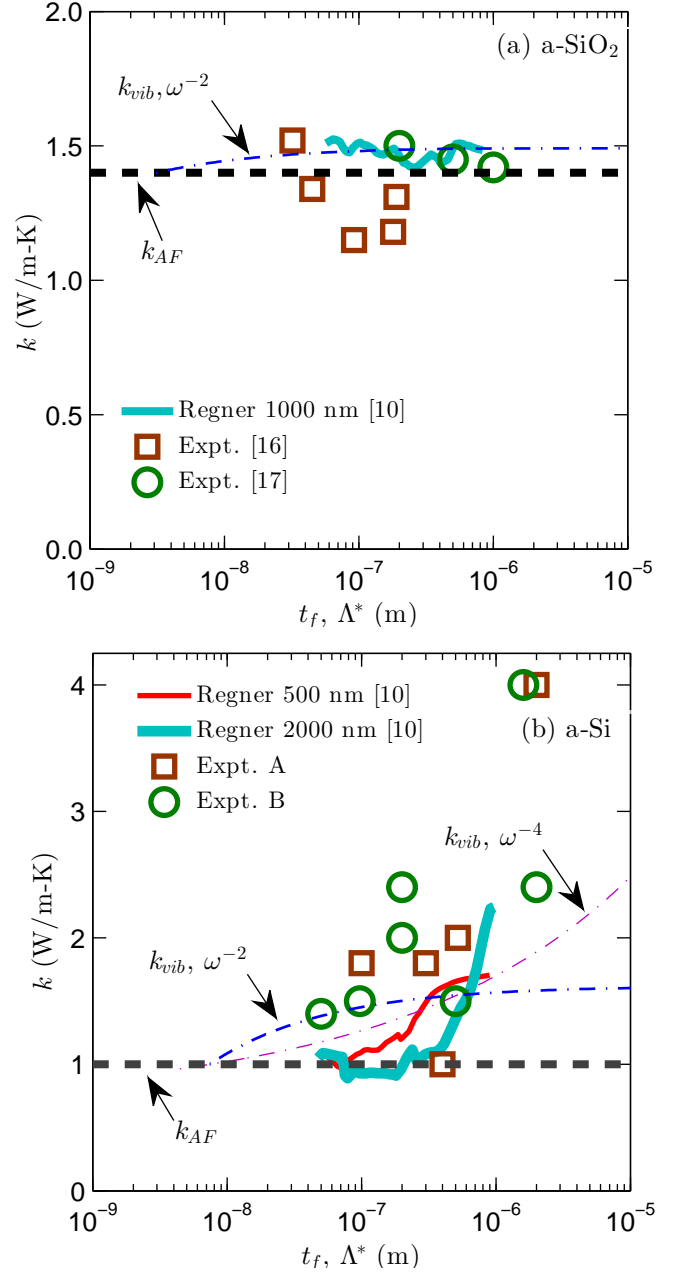 2.0
(a) a-SiO₂
k_vib, ω⁻²
1.5
k_AF
1.0
k (W/m-K)
Regner 1000 nm [10]
0.5
Expt. [16]
Expt. [17]
0.0
10⁻⁹ 10⁻⁸ 10⁻⁷ 10⁻⁶ 10⁻⁵
t_f, Λ* (m)
4
Regner 500 nm [10]
Regner 2000 nm [10]
(b) a-Si
Expt. A
Expt. B
3
k_vib, ω⁻⁴
k (W/m-K)
2
k_vib, ω⁻²
1
k_AF
0
10⁻⁹ 10⁻⁸ 10⁻⁷ 10⁻⁶ 10⁻⁵
t_f, Λ* (m)